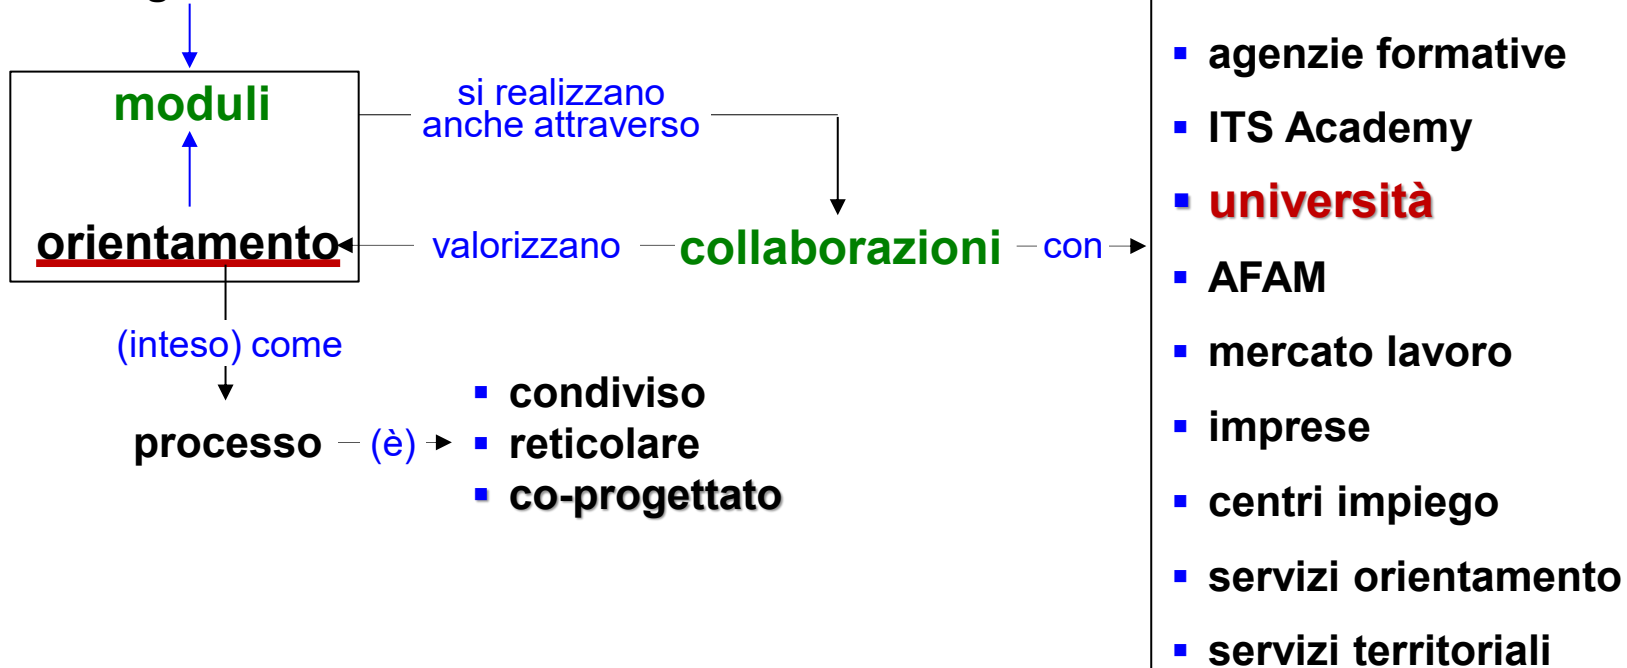 moduli
si realizzano
anche attraverso
orientamento
valorizzano
collaborazioni
con
(inteso) come
processo
(è)
▪ condiviso
▪ reticolare
▪ co-progettato
▪ agenzie formative
▪ ITS Academy
▪ università
▪ AFAM
▪ mercato lavoro
▪ imprese
▪ centri impiego
▪ servizi orientamento
▪ servizi territoriali